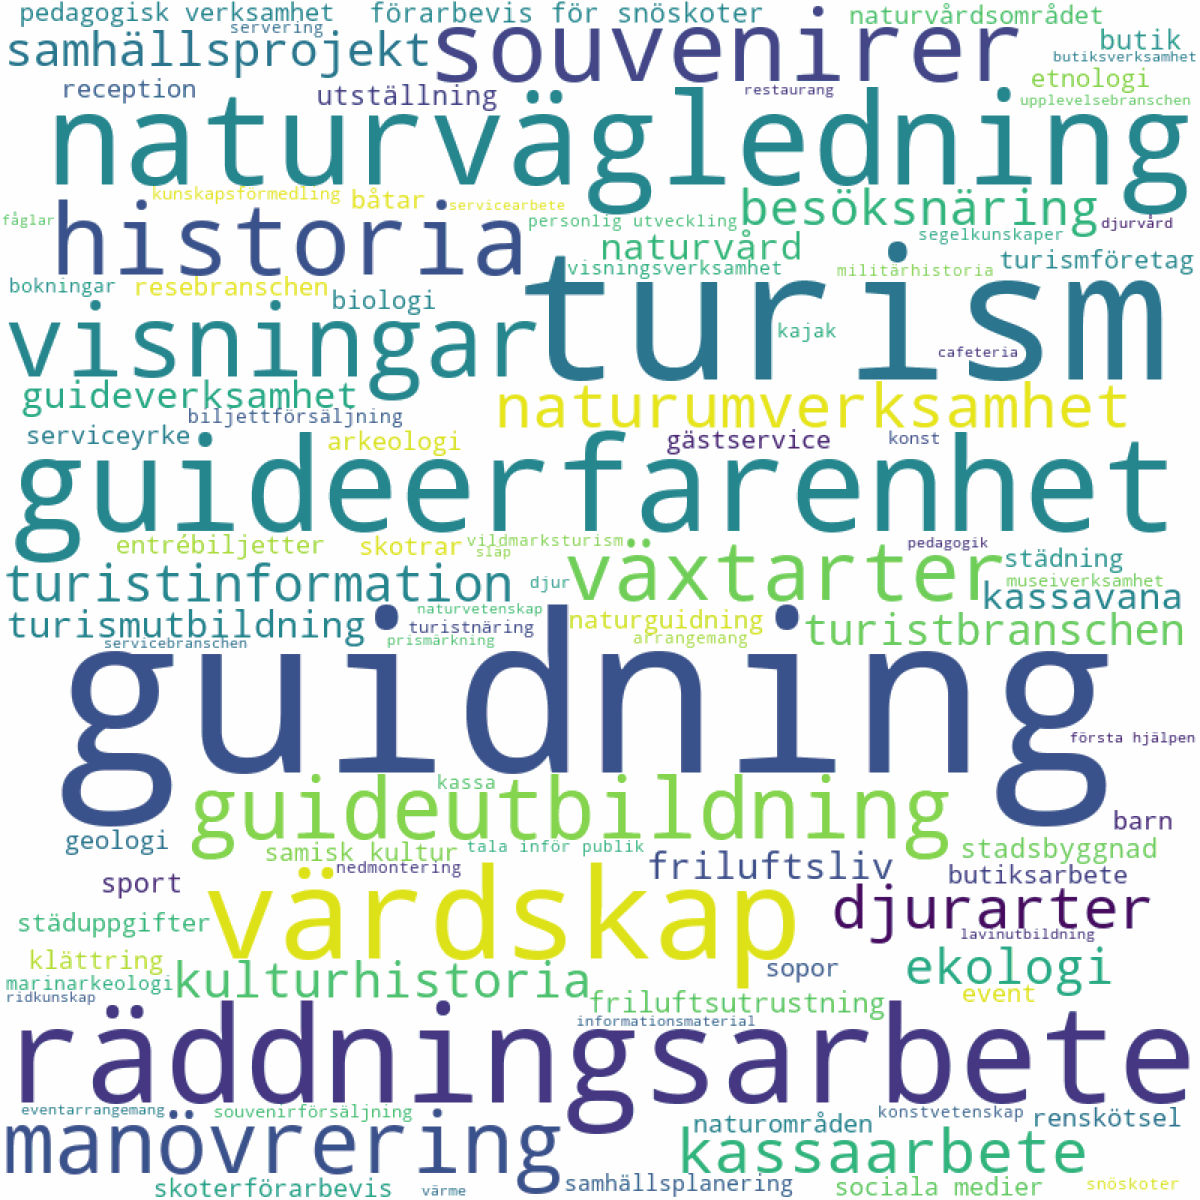 pedagogisk verksamhet
förarbevis för snöskoter
naturvårdsområdet
servering
souvenirer
samhällsprojekt
butik
butiksverksamhet
reception
utställning
restaurang
etnologi
upplevelsebranschen
naturvägledning
kunskapsförmedling
båtar
servicearbete
besöksnäring
fåglar
historia
personlig utveckling
djurvård
naturvård
segelkunskaper
visningsverksamhet
militärhistoria
turismföretag
bokningar
resebranschen
biologi
turism
visningar
kajak
cafeteria
guideverksamhet
naturumverksamhet
biljettförsäljning
serviceyrke
arkeologi
gästservice
konst
guideerfarenhet
entrébiljetter
skotrar
vildmarksturism
släp
pedagogik
växtarter
städning
turistinformation
djur
museiverksamhet
kassavana
naturvetenskap
turismutbildning
turistnäring
naturguidning
turistbranschen
servicebranschen
prismärkning
arrangemang
guidning
första hjälpen
kassa
guideutbildning
barn
geologi
samisk kultur
tala inför publik
stadsbyggnad
nedmontering
friluftsliv
sport
butiksarbete
värdskap
djurarter
städuppgifter
lavinutbildning
klättring
sopor
ekologi
marinarkeologi
kulturhistoria
ridkunskap
friluftsutrustning
event
informationsmaterial
räddningsarbete
eventarrangemang
souvenirförsäljning
konstvetenskap
naturområden
renskötsel
manövrering
kassaarbete
skoterförarbevis
värme
samhällsplanering
sociala medier
snöskoter